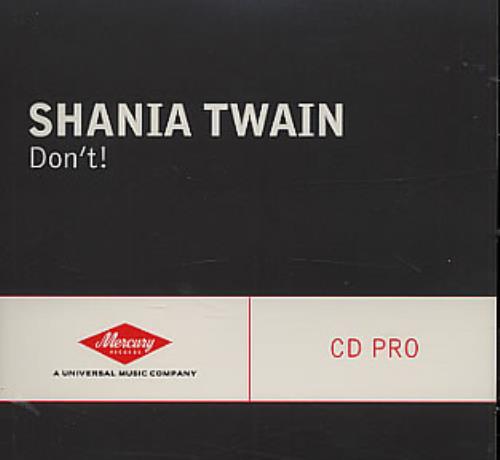 SHANIA TWAIN
Don't!
Mercury
RECORDS
A UNIVERSAL MUSIC COMPANY
CD PRO